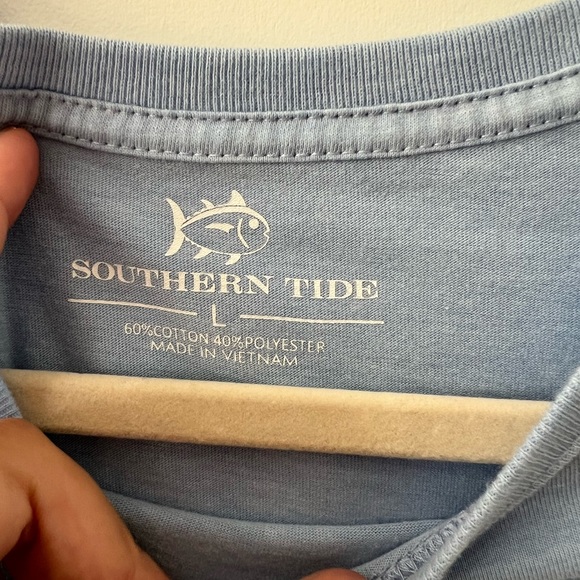 SOUTHERN TIDE
L
60%COTTON 40%POLYESTER
MADE IN VIETNAM